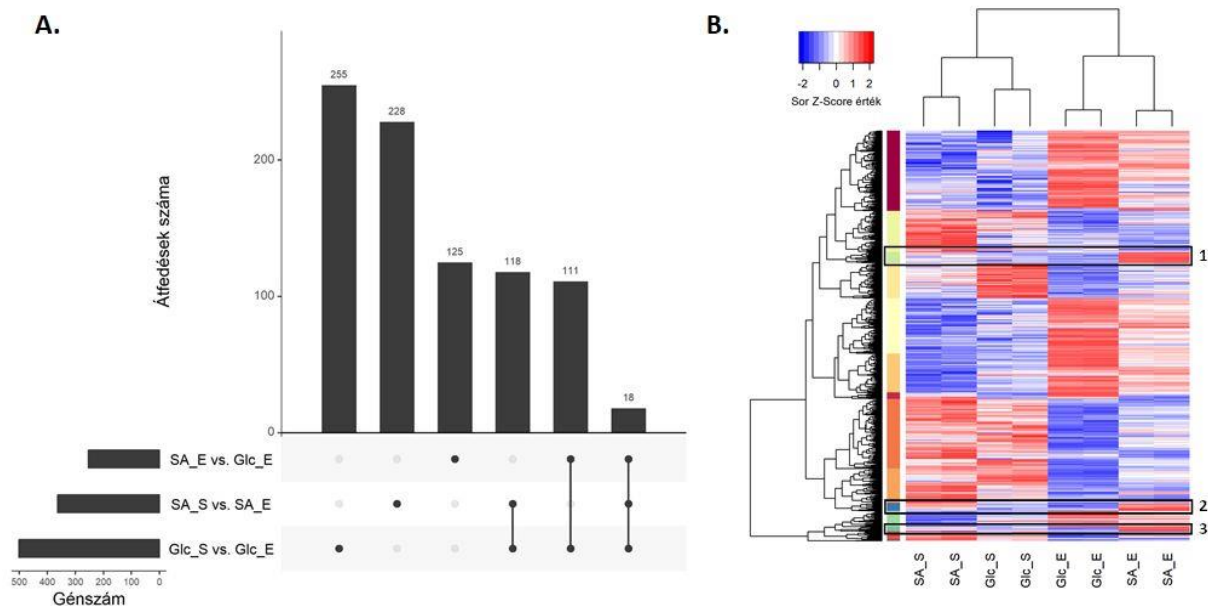 A.
255
228
125
118
111
18
200
100
0
Átfedések száma
SA_E vs. Glc_E
SA_S vs. SA_E
Glc_S vs. Glc_E
500 400 300 200 100 0
Génszám
B.
-2 0 1 2
Sor Z-Score érték
1
2
3
SA_S SA_S Glc_S Glc_S Glc_E Glc_E SA_E SA_E